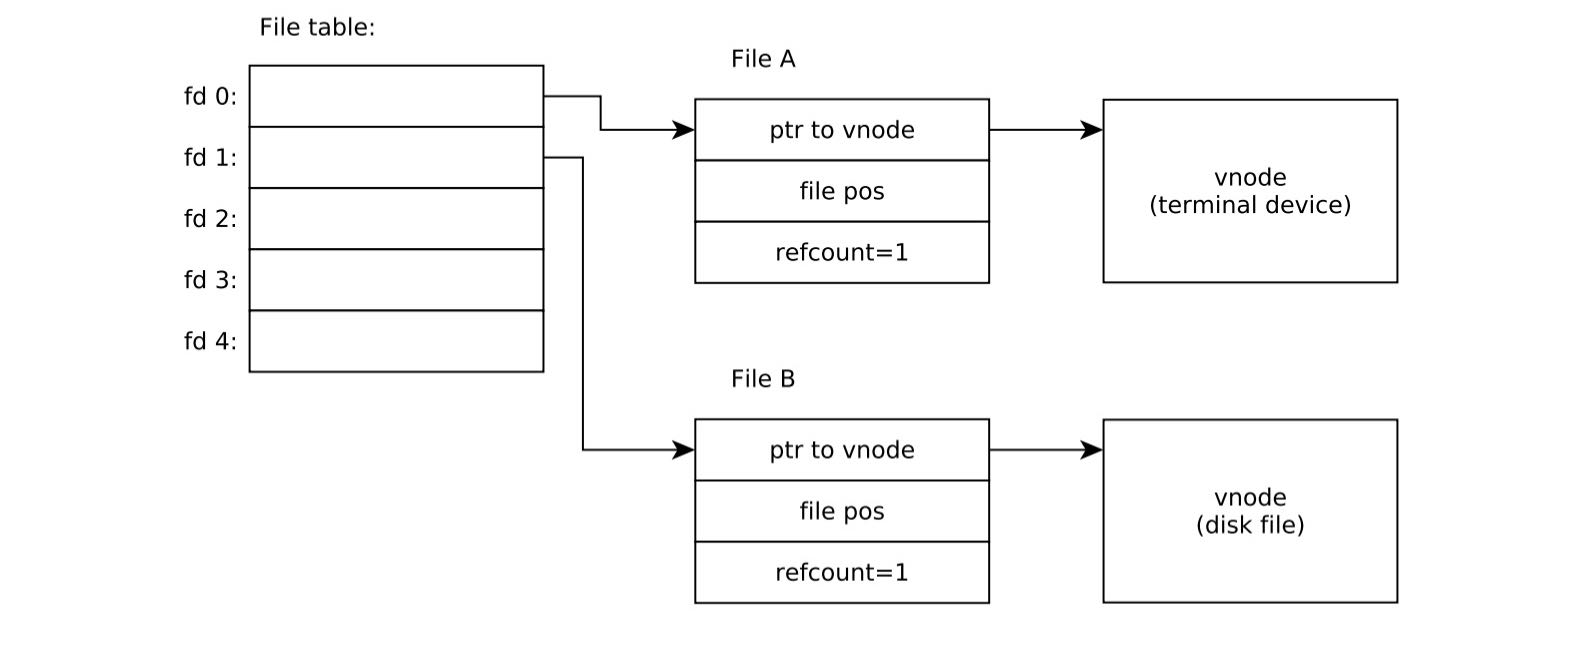 File table:
fd 0:
fd 1:
fd 2:
fd 3:
fd 4:
File A
ptr to vnode
file pos
refcount=1
vnode
(terminal device)
File B
ptr to vnode
file pos
refcount=1
vnode
(disk file)